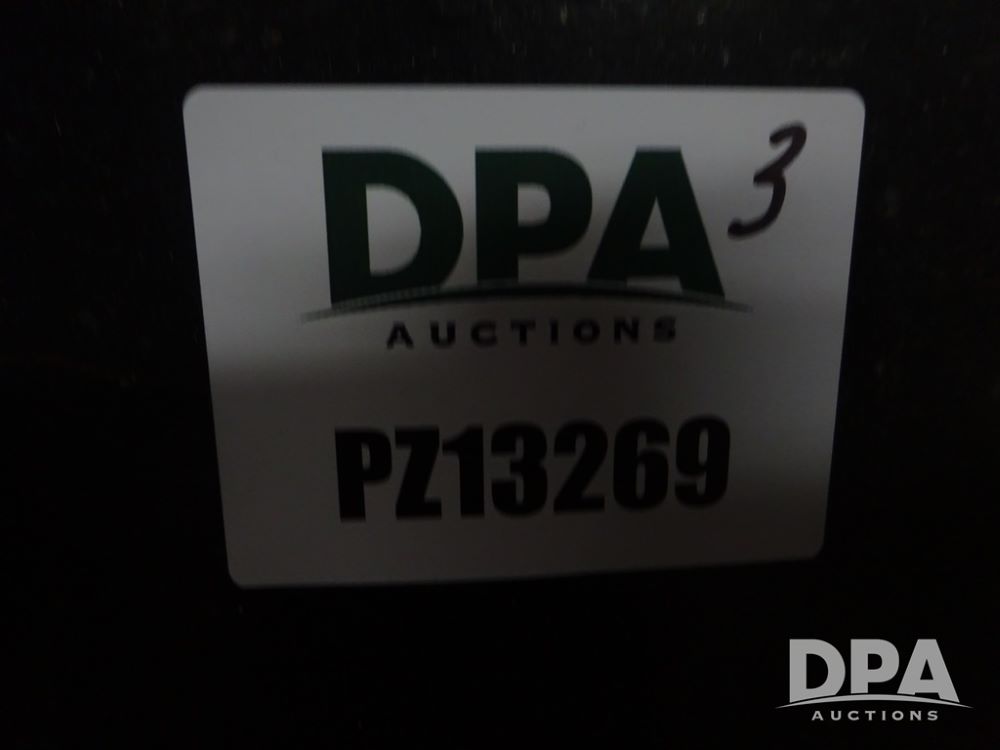 DPA 3
AUCTIONS
PZ13269
DPA
AUCTIONS